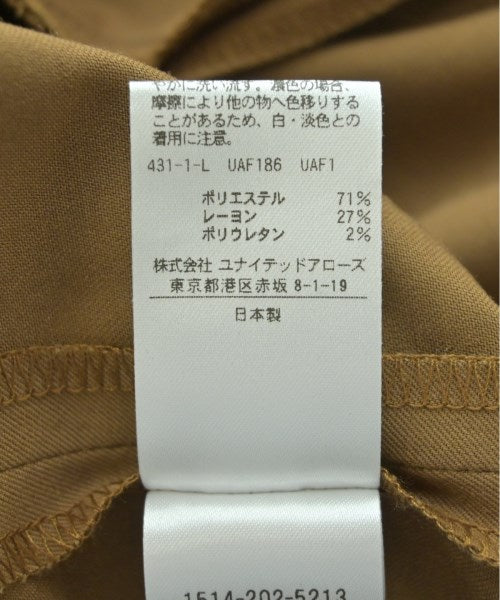 やかに洗い流す。濃色の場合、
摩擦により他の物へ色移りする
ことがあるため、白・淡色との
着用に注意。
431-1-L UAF186 UAF1
ポリエステル 71%
レーヨン 27%
ポリウレタン 2%
株式会社 ユナイテッドアローズ
東京都港区赤坂 8-1-19
日本製
1514-202-5213